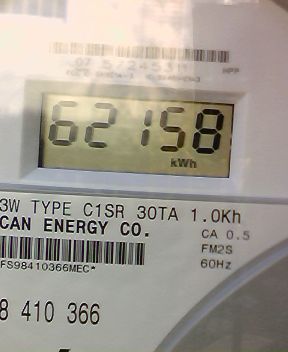 62158
kWh
3W TYPE C1SR 30TA 1.0Kh
CAN ENERGY CO.
CA 0.5
FM2S
FS98410366MEC*
60Hz
8 410 366